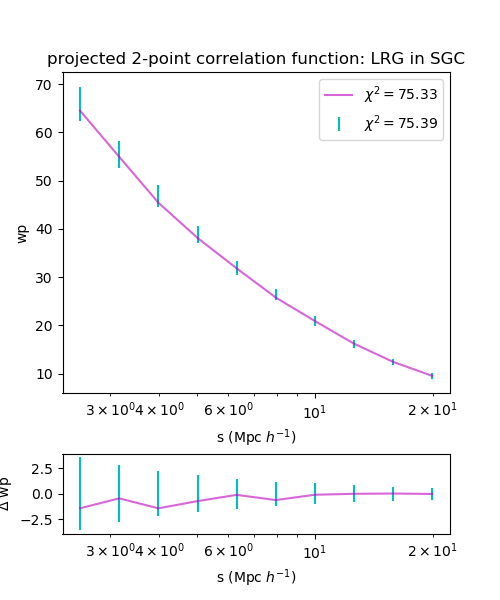 projected 2-point correlation function: LRG in SGC
χ² = 75.33
χ² = 75.39
wp
70
60
50
40
30
20
10
3 × 10⁰ 4 × 10⁰ 6 × 10⁰ 10¹ 2 × 10¹
s (Mpc h⁻¹)
Δ wp
2.5
0.0
−2.5
3 × 10⁰ 4 × 10⁰ 6 × 10⁰ 10¹ 2 × 10¹
s (Mpc h⁻¹)